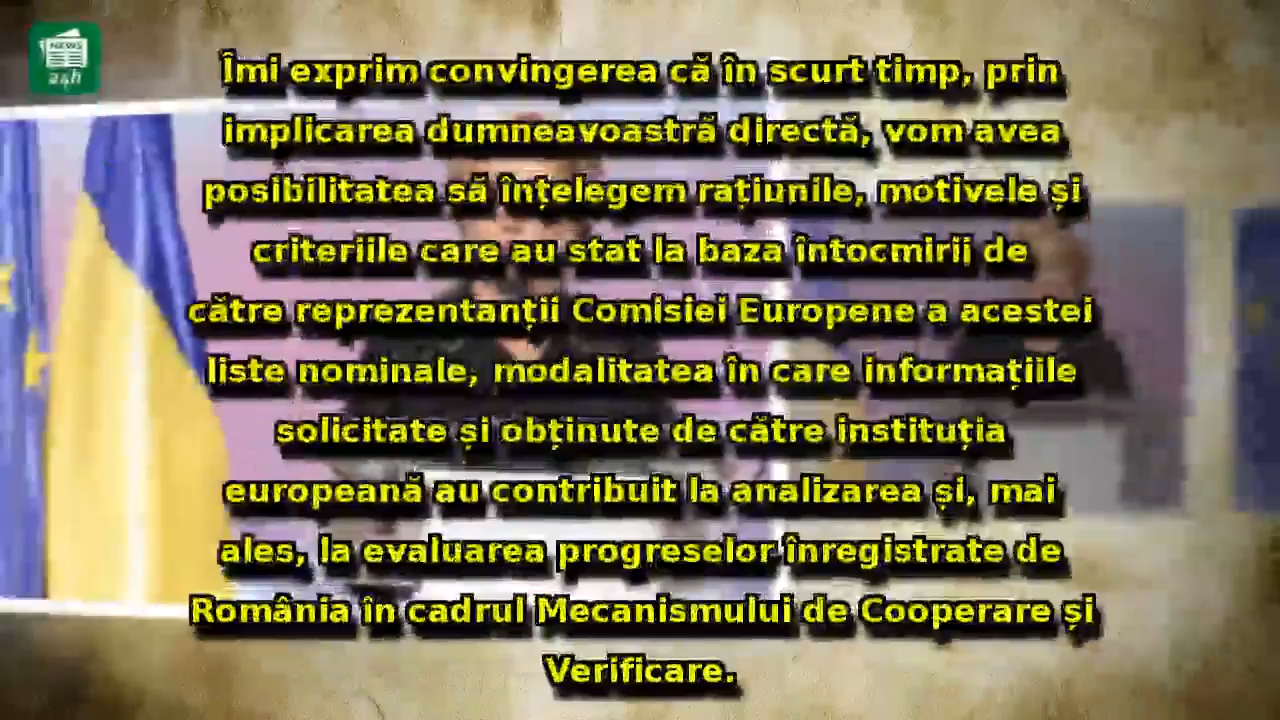 NEWS
aqh
Îmi exprim convingerea că în scurt timp, prin
implicarea dumneavoastră directă, vom avea
posibilitatea să înțelegem rațiunile, motivele și
criteriile care au stat la baza întocmirii de
către reprezentanții Comisiei Europene a acestei
liste nominale, modalitatea în care informațiile
solicitate și obținute de către instituția
europeană au contribuit la analizarea și, mai
ales, la evaluarea progreselor înregistrate de
România în cadrul Mecanismului de Cooperare și
Verificare.